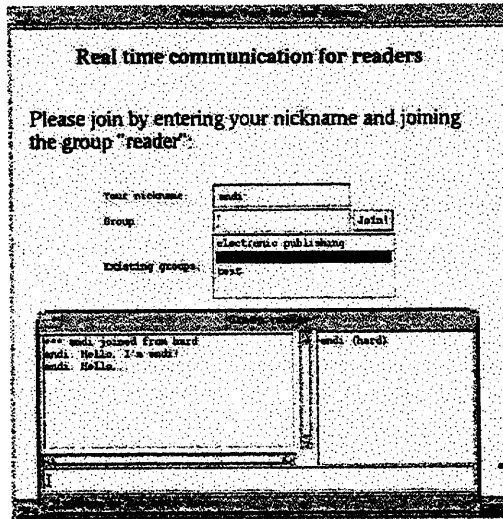 Real time communication for readers
Please join by entering your nickname and joining
the group "reader":
Your nickname: andi
Group
Join!
electronic publishing
Existing groups:
test
*** andi joined from hard
andi: Hello, I'm andi!
andi: Hello...
andi (hard)